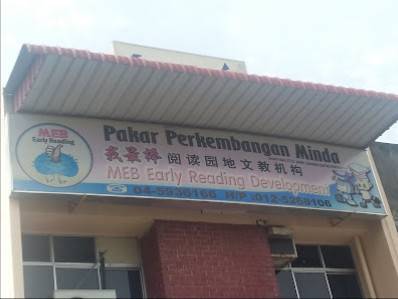 MEB
Early Reading
Pakar Perkembangan Minda
我最棒 阅读园地文教机构
MEB Early Reading Development
04-5930166 H/P :012-5259106